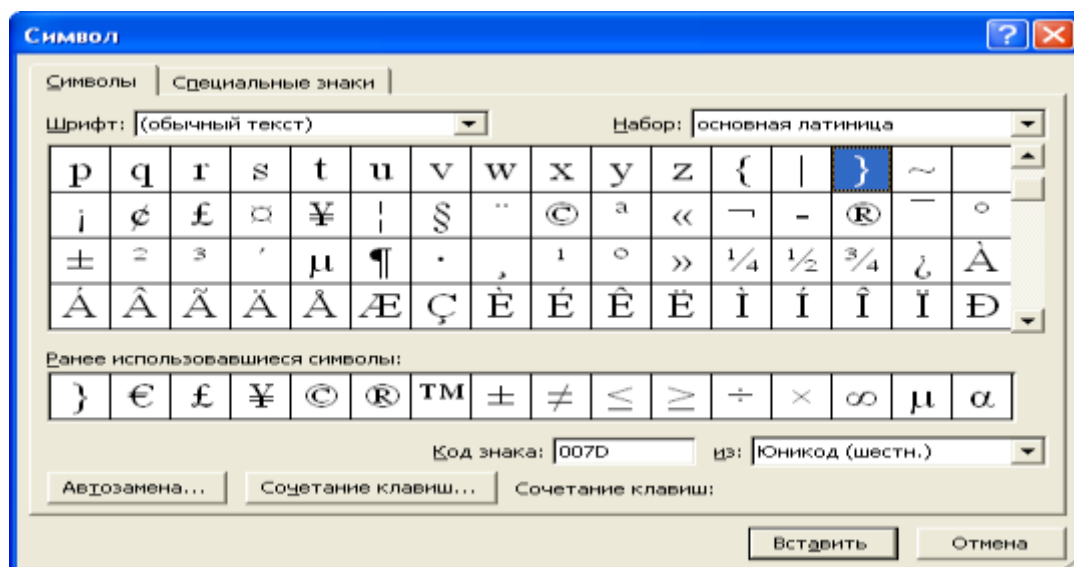 Символ
Символы Специальные знаки
Шрифт: (обычный текст) Набор: основная латиница
p q r s t u v w x y z { | } ~
¡ ¢ £ ¤ ¥ ¦ § ¨ © ª « ¬ - ® ¯ °
± ² ³ ´ µ ¶ · ¸ ¹ º » ¼ ½ ¾ ¿ À
Á Â Ã Ä Å Æ Ç È É Ê Ë Ì Í Î Ï Ð
Ранее использовавшиеся символы:
} € £ ¥ © ® ™ ± ≠ ≤ ≥ ÷ × ∞ µ α
Код знака: 007D из: Юникод (шестн.)
Автозамена... Сочетание клавиш... Сочетание клавиш:
Вставить Отмена